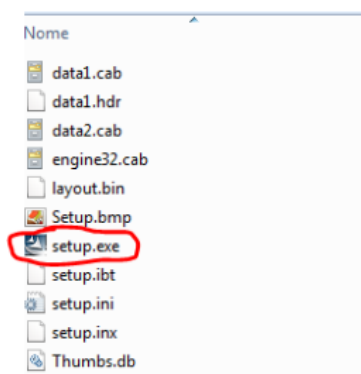 Nome
data1.cab
data1.hdr
data2.cab
engine32.cab
layout.bin
Setup.bmp
setup.exe
setup.ibt
setup.ini
setup.inx
Thumbs.db